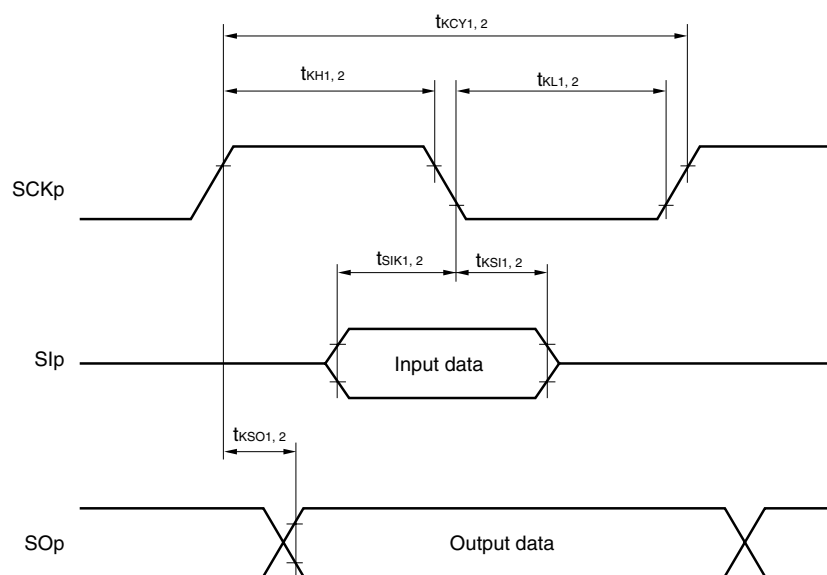 tKCY1, 2
tKH1, 2
tKL1, 2
SCKp
tSIK1, 2
tKSI1, 2
SIp
Input data
tKSO1, 2
SOp
Output data